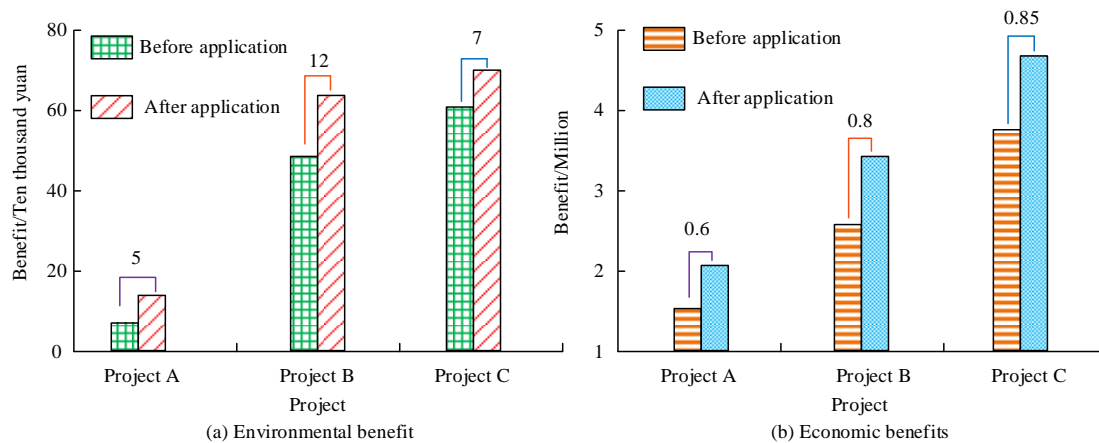 Benefit/Ten thousand yuan
80
60
40
20
0
Before application
After application
5
12
7
Project A
Project B
Project C
Project
(a) Environmental benefit
Benefit/Million
5
4
3
2
1
Before application
After application
0.6
0.8
0.85
Project A
Project B
Project C
Project
(b) Economic benefits